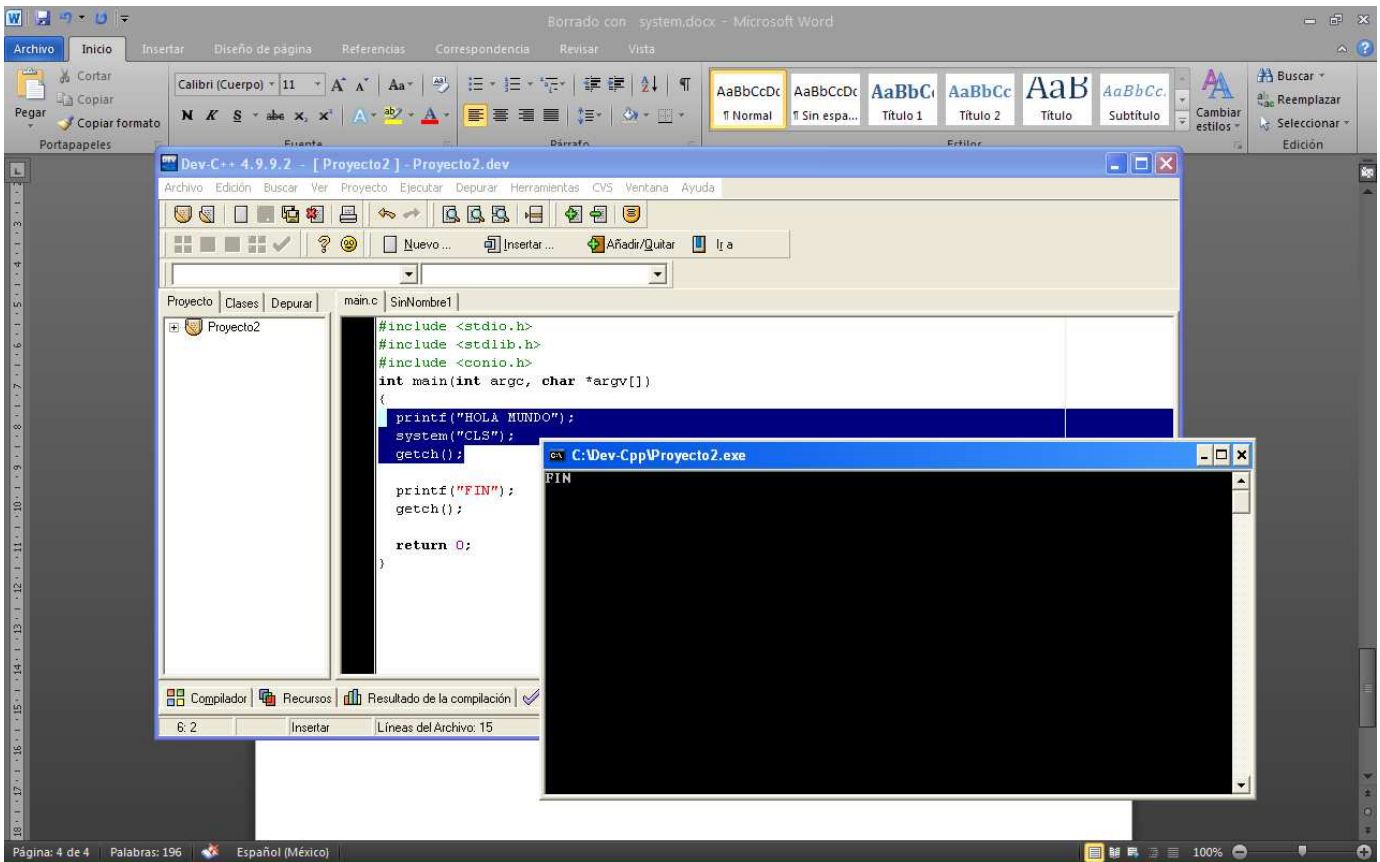 Borrado con system.docx - Microsoft Word
Archivo Inicio Insertar Diseño de página Referencias Correspondencia Revisar Vista
Cortar
Copiar
Copiar formato
Pegar
Portapapeles
Calibri (Cuerpo) 11
N K S abc x, x²
Fuente
Párrafo
AaBbCcDc AaBbCcDc AaBbC AaBbCc AaB AaBbCc.
¶ Normal ¶ Sin espa... Título 1 Título 2 Título Subtítulo
Estilos
Cambiar estilos
Buscar
Reemplazar
Seleccionar
Edición
Dev-C++ 4.9.9.2 - [ Proyecto2 ] - Proyecto2.dev
Archivo Edición Buscar Ver Proyecto Ejecutar Depurar Herramientas CVS Ventana Ayuda
Nuevo ... Insertar ... Añadir/Quitar Ir a
Proyecto Clases Depurar
main.c SinNombre1
Proyecto2
#include <stdio.h>
#include <stdlib.h>
#include <conio.h>
int main(int argc, char *argv[])
{
printf("HOLA MUNDO");
system("CLS");
getch();
printf("FIN");
getch();
return 0;
}
C:\Dev-Cpp\Proyecto2.exe
FIN
Compilador Recursos Resultado de la compilación
6: 2 Insertar Líneas del Archivo: 15
Página: 4 de 4 Palabras: 196 Español (México) 100%